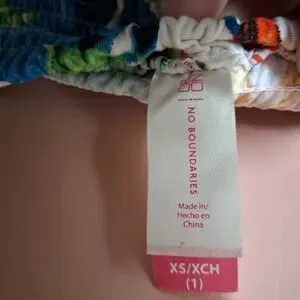 NO BOUNDARIES
Made in/
Hecho en
China
XS/XCH
(1)